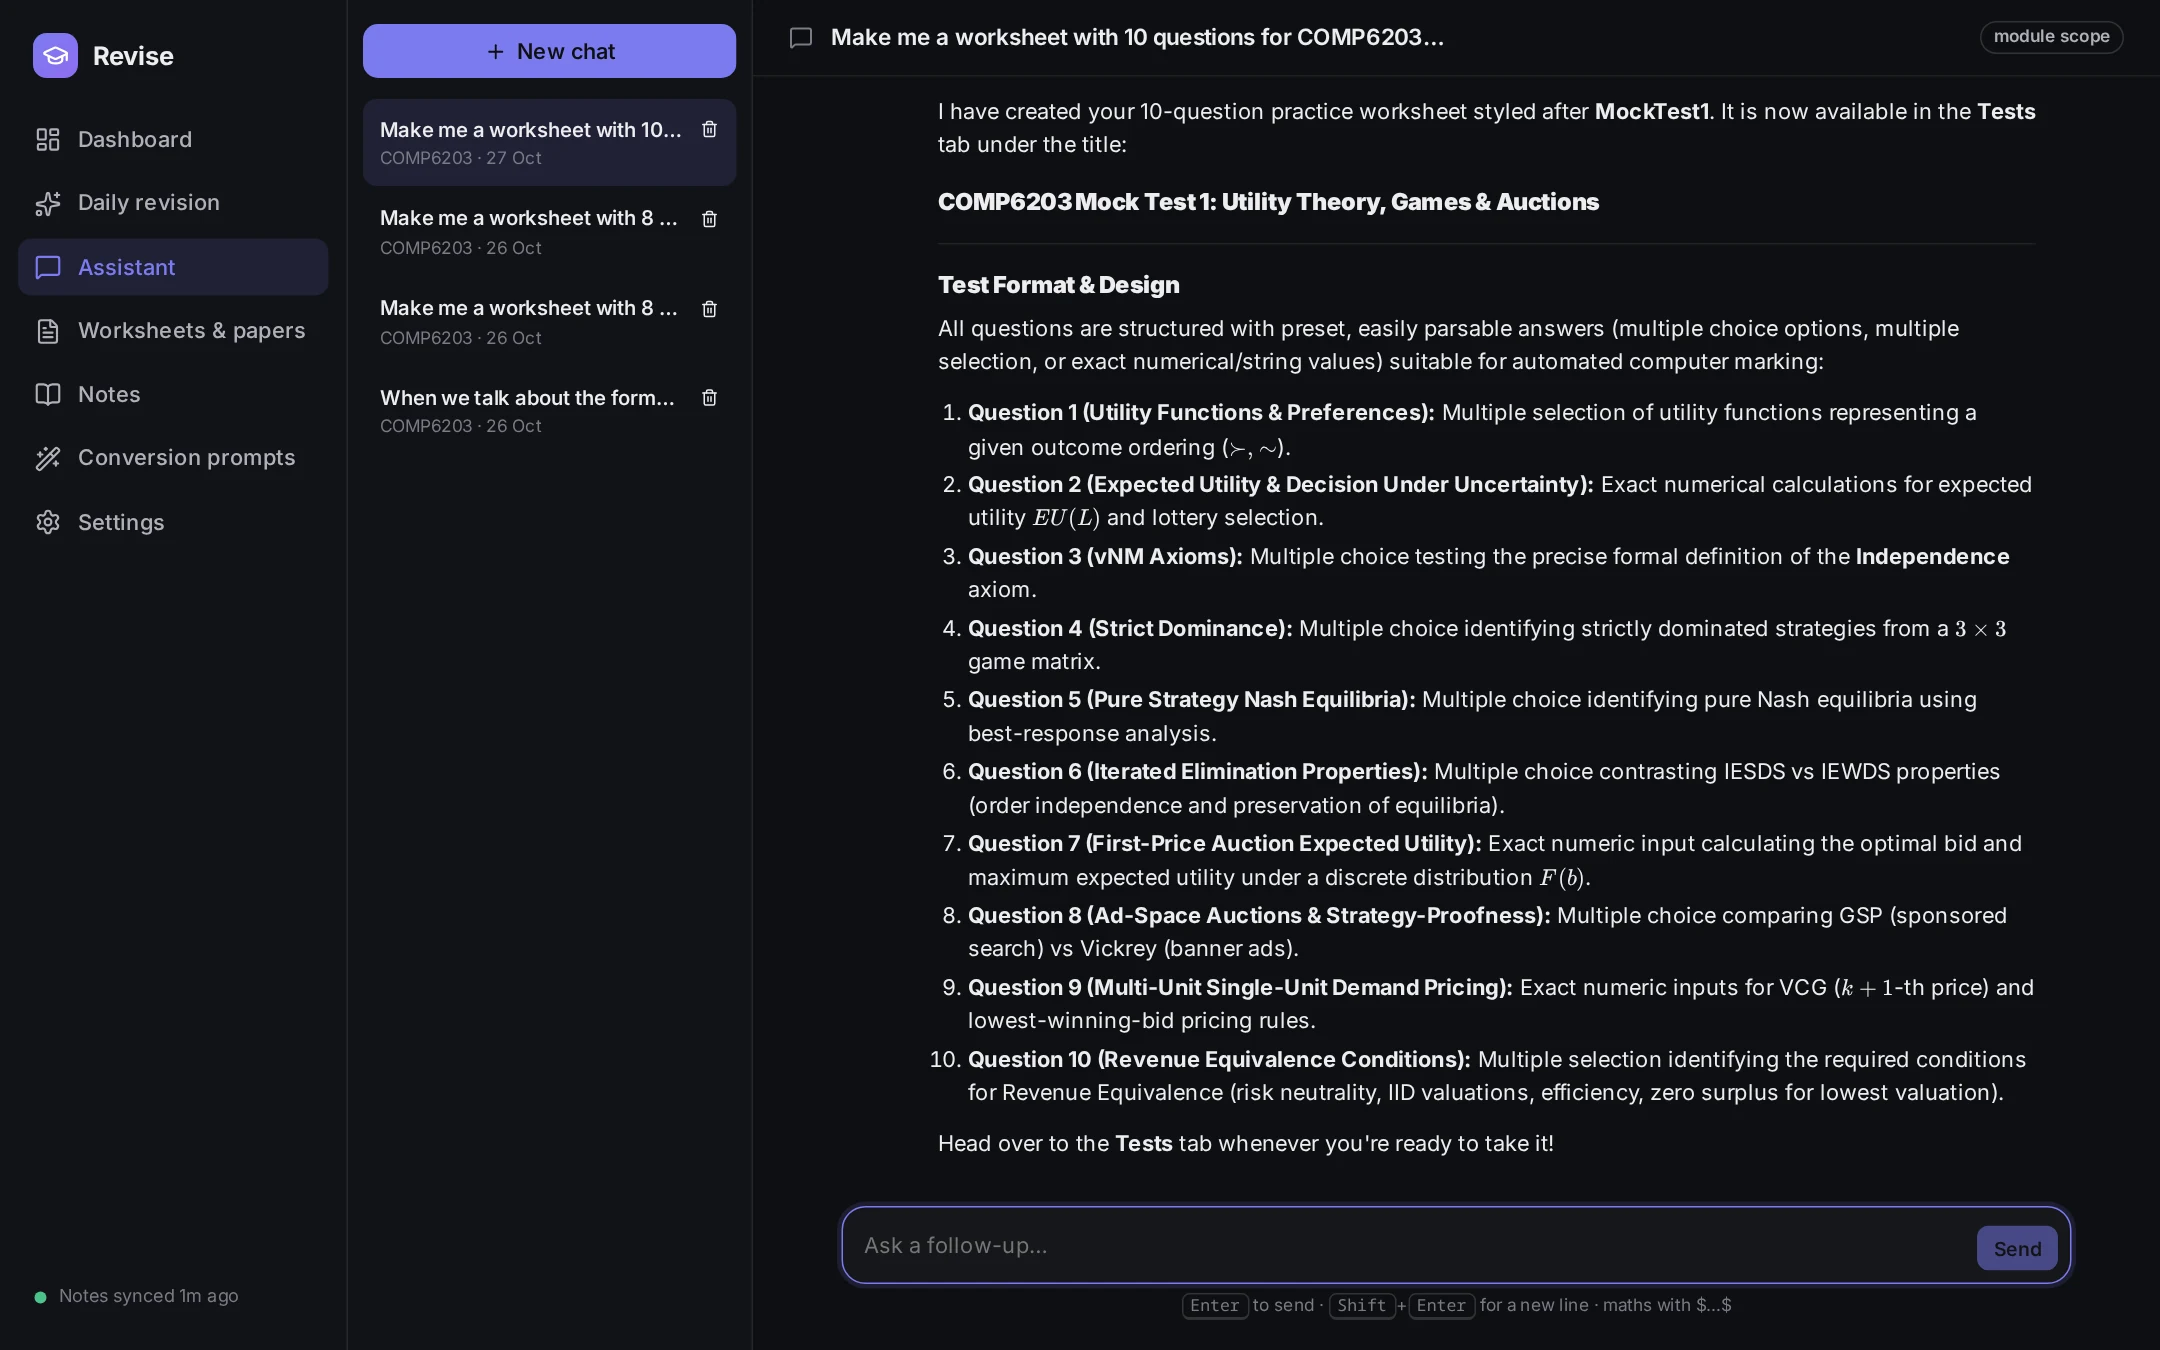 Revise
Dashboard
Daily revision
Assistant
Worksheets & papers
Notes
Conversion prompts
Settings
Notes synced 1m ago
+ New chat
Make me a worksheet with 10...
COMP6203 · 27 Oct
Make me a worksheet with 8 ...
COMP6203 · 26 Oct
Make me a worksheet with 8 ...
COMP6203 · 26 Oct
When we talk about the form...
COMP6203 · 26 Oct
Make me a worksheet with 10 questions for COMP6203...
module scope
I have created your 10-question practice worksheet styled after MockTest1. It is now available in the Tests
tab under the title:
COMP6203 Mock Test 1: Utility Theory, Games & Auctions
Test Format & Design
All questions are structured with preset, easily parsable answers (multiple choice options, multiple
selection, or exact numerical/string values) suitable for automated computer marking:
1. Question 1 (Utility Functions & Preferences): Multiple selection of utility functions representing a
given outcome ordering (≻, ∼).
2. Question 2 (Expected Utility & Decision Under Uncertainty): Exact numerical calculations for expected
utility EU(L) and lottery selection.
3. Question 3 (vNM Axioms): Multiple choice testing the precise formal definition of the Independence
axiom.
4. Question 4 (Strict Dominance): Multiple choice identifying strictly dominated strategies from a 3 × 3
game matrix.
5. Question 5 (Pure Strategy Nash Equilibria): Multiple choice identifying pure Nash equilibria using
best-response analysis.
6. Question 6 (Iterated Elimination Properties): Multiple choice contrasting IESDS vs IEWDS properties
(order independence and preservation of equilibria).
7. Question 7 (First-Price Auction Expected Utility): Exact numeric input calculating the optimal bid and
maximum expected utility under a discrete distribution F(b).
8. Question 8 (Ad-Space Auctions & Strategy-Proofness): Multiple choice comparing GSP (sponsored
search) vs Vickrey (banner ads).
9. Question 9 (Multi-Unit Single-Unit Demand Pricing): Exact numeric inputs for VCG (k + 1-th price) and
lowest-winning-bid pricing rules.
10. Question 10 (Revenue Equivalence Conditions): Multiple selection identifying the required conditions
for Revenue Equivalence (risk neutrality, IID valuations, efficiency, zero surplus for lowest valuation).
Head over to the Tests tab whenever you're ready to take it!
Ask a follow-up...
Send
Enter to send · Shift + Enter for a new line · maths with $...$